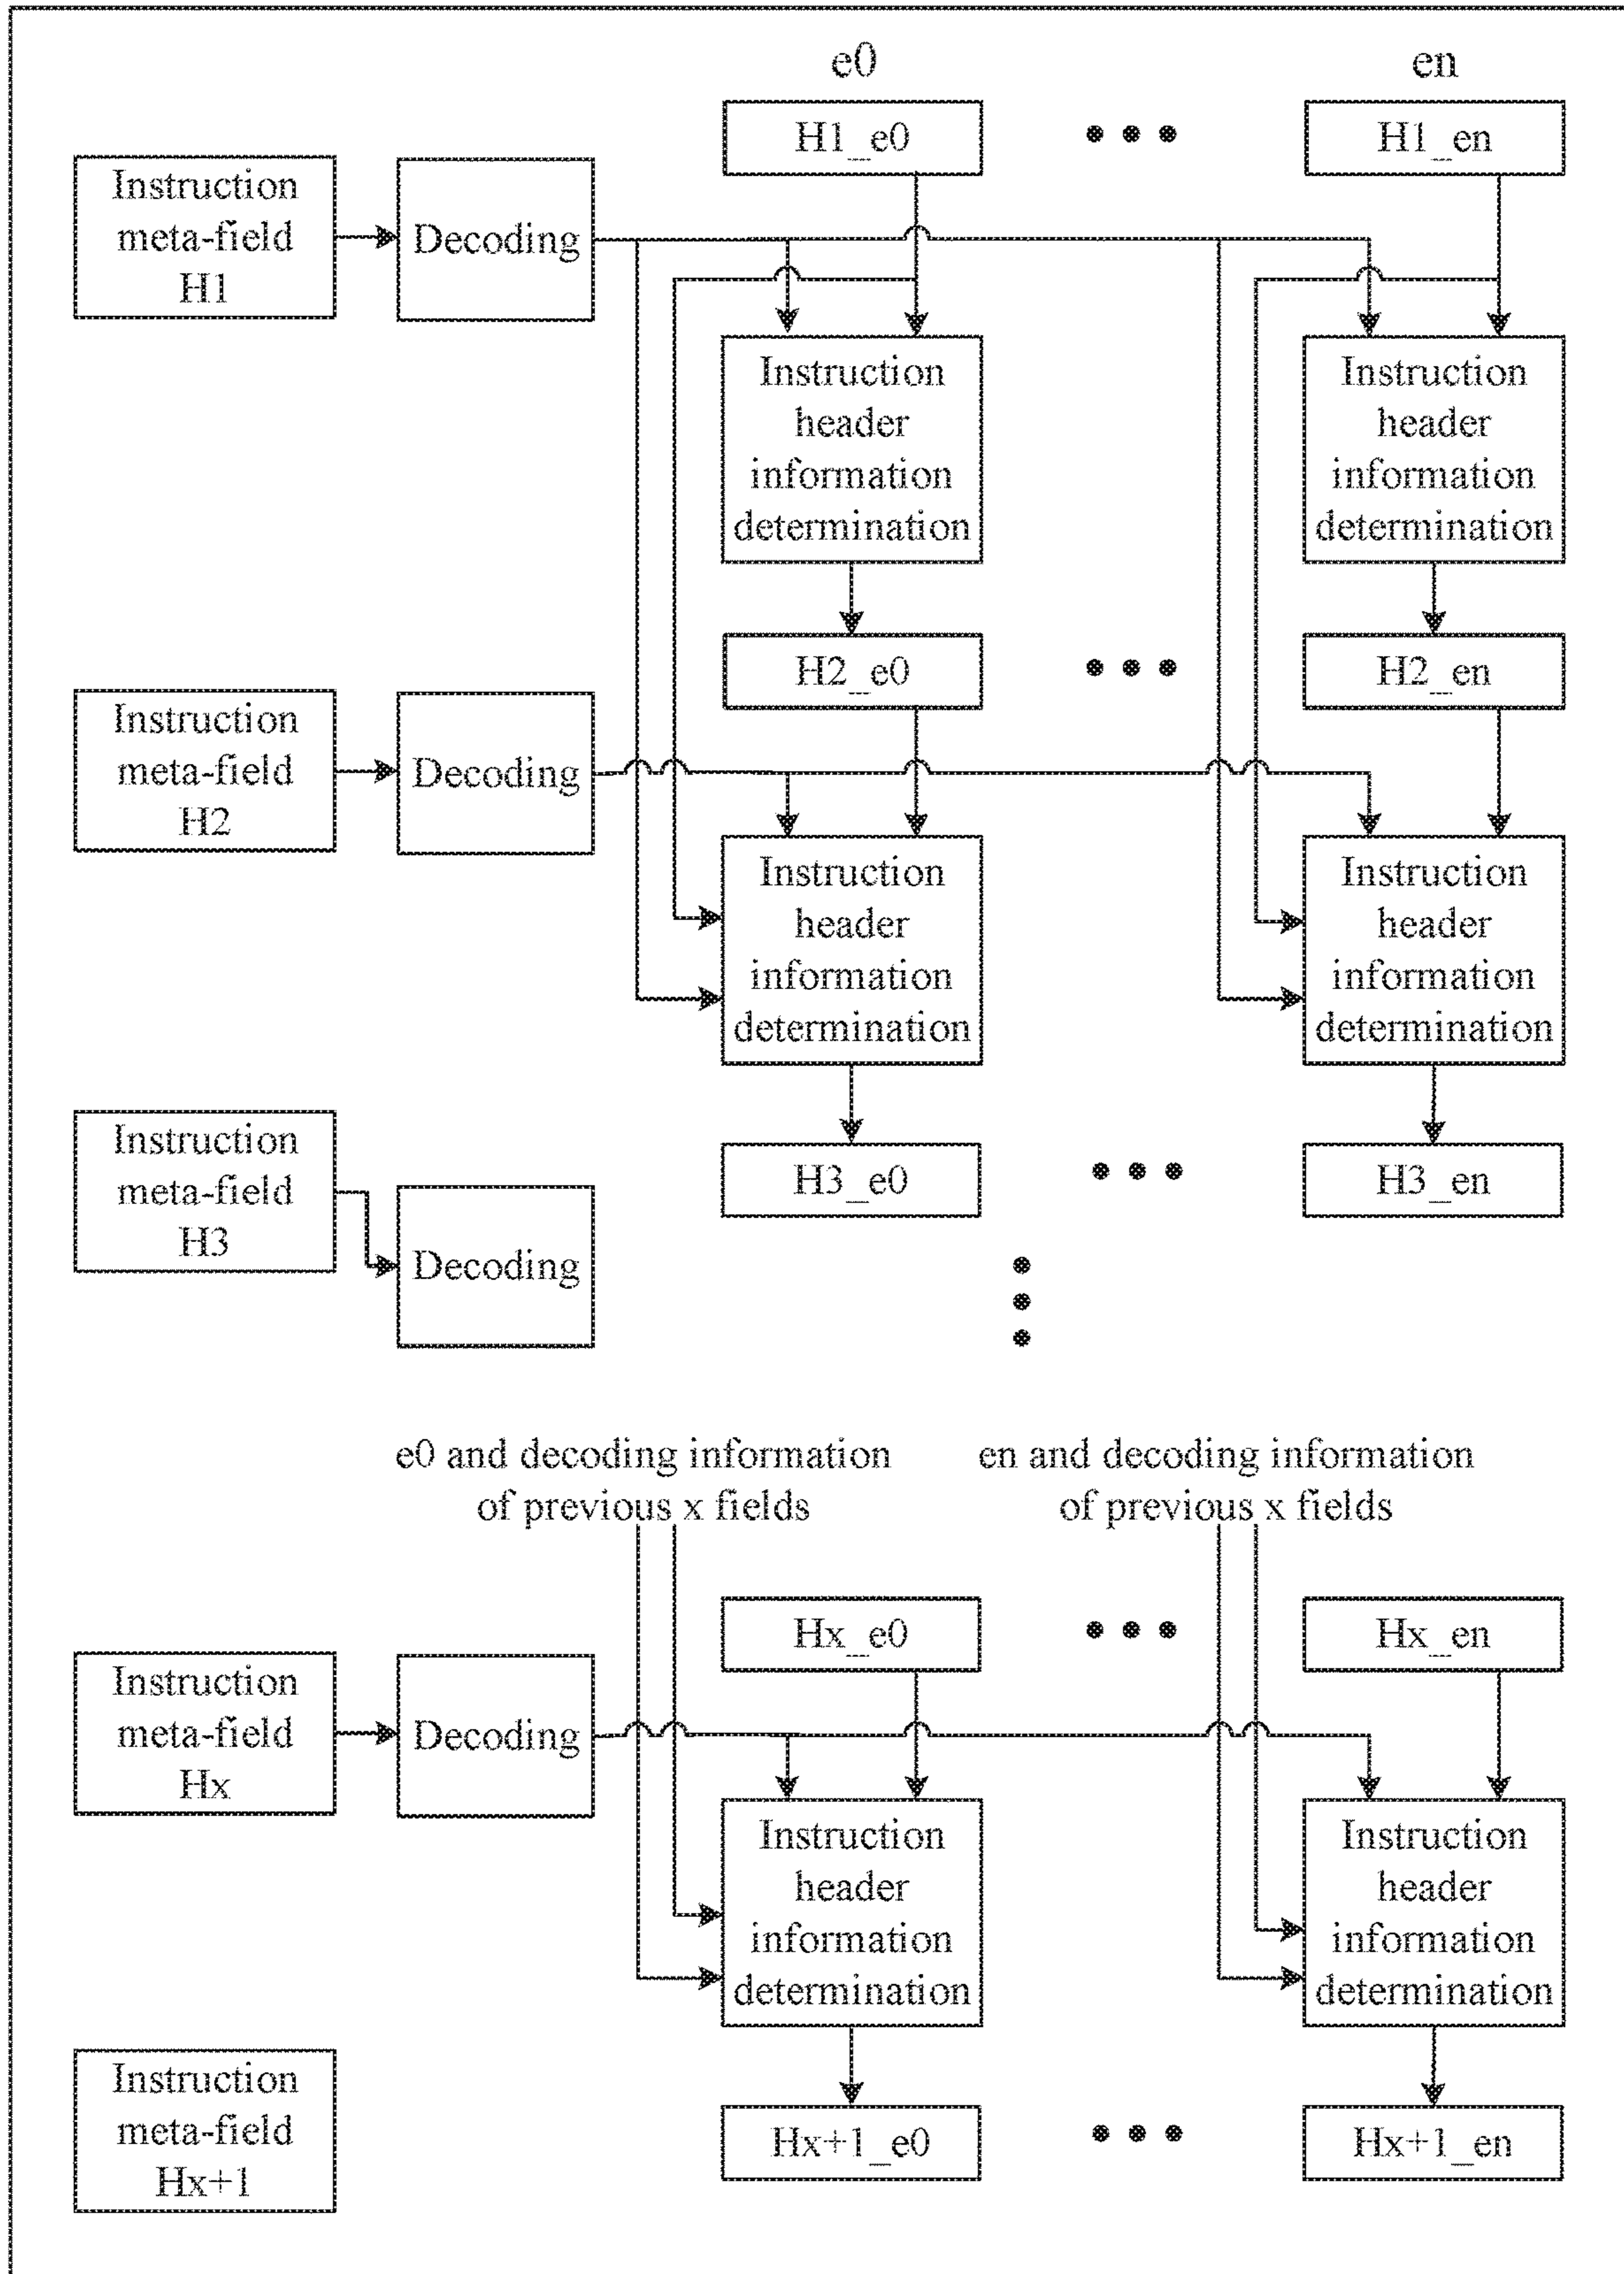 e0
en
H1_e0
H1_en
Instruction
meta-field
H1
Decoding
Instruction
header
information
determination
Instruction
header
information
determination
H2_e0
H2_en
Instruction
meta-field
H2
Decoding
Instruction
header
information
determination
Instruction
header
information
determination
Instruction
meta-field
H3
Decoding
H3_e0
H3_en
e0 and decoding information
of previous x fields
en and decoding information
of previous x fields
Hx_e0
Hx_en
Instruction
meta-field
Hx
Decoding
Instruction
header
information
determination
Instruction
header
information
determination
Instruction
meta-field
Hx+1
Hx+1_e0
Hx+1_en